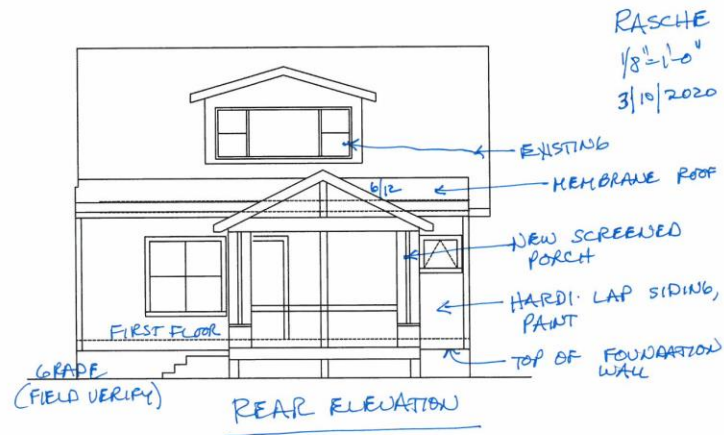 RASCHE
1/8"=1'-0"
3/10/2020
EXISTING
6/12
MEMBRANE ROOF
NEW SCREENED
PORCH
HARDI. LAP SIDING,
PAINT
FIRST FLOOR
TOP OF FOUNDATION
WALL
GRADE
(FIELD VERIFY)
REAR ELEVATION